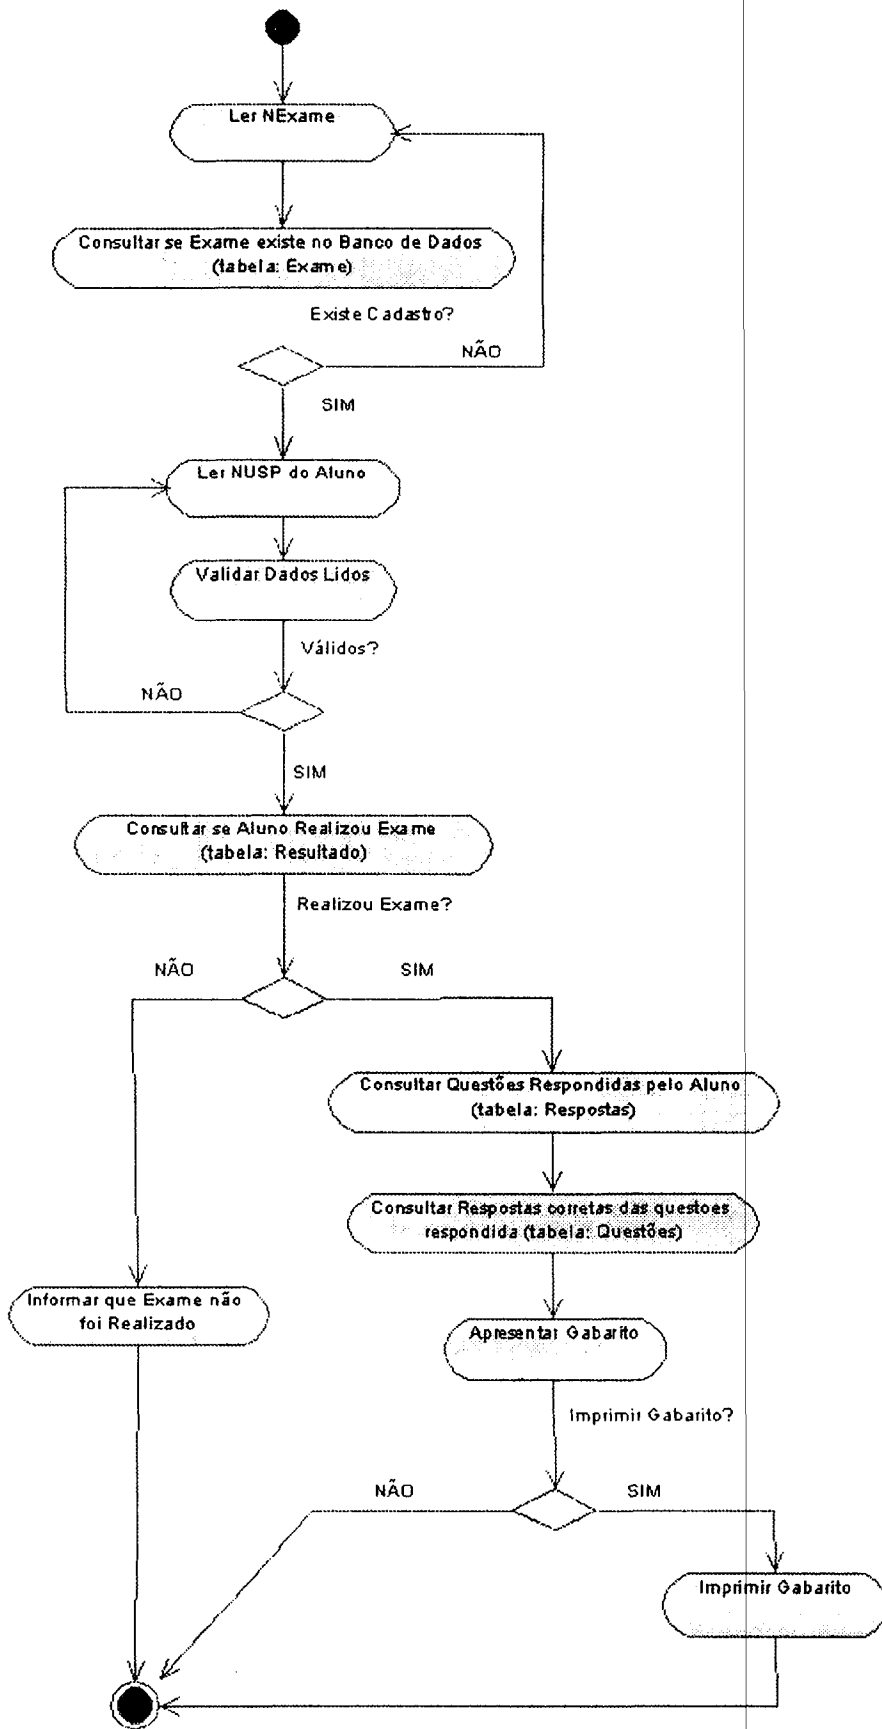 Ler NExame
Consultar se Exame existe no Banco de Dados
(tabela: Exame)
Existe Cadastro?
NÃO
SIM
Ler NUSP do Aluno
Validar Dados Lidos
Válidos?
NÃO
SIM
Consultar se Aluno Realizou Exame
(tabela: Resultado)
Realizou Exame?
NÃO
SIM
Consultar Questões Respondidas pelo Aluno
(tabela: Respostas)
Consultar Respostas corretas das questoes
respondida (tabela: Questões)
Informar que Exame não
foi Realizado
Apresentar Gabarito
Imprimir Gabarito?
NÃO
SIM
Imprimir Gabarito